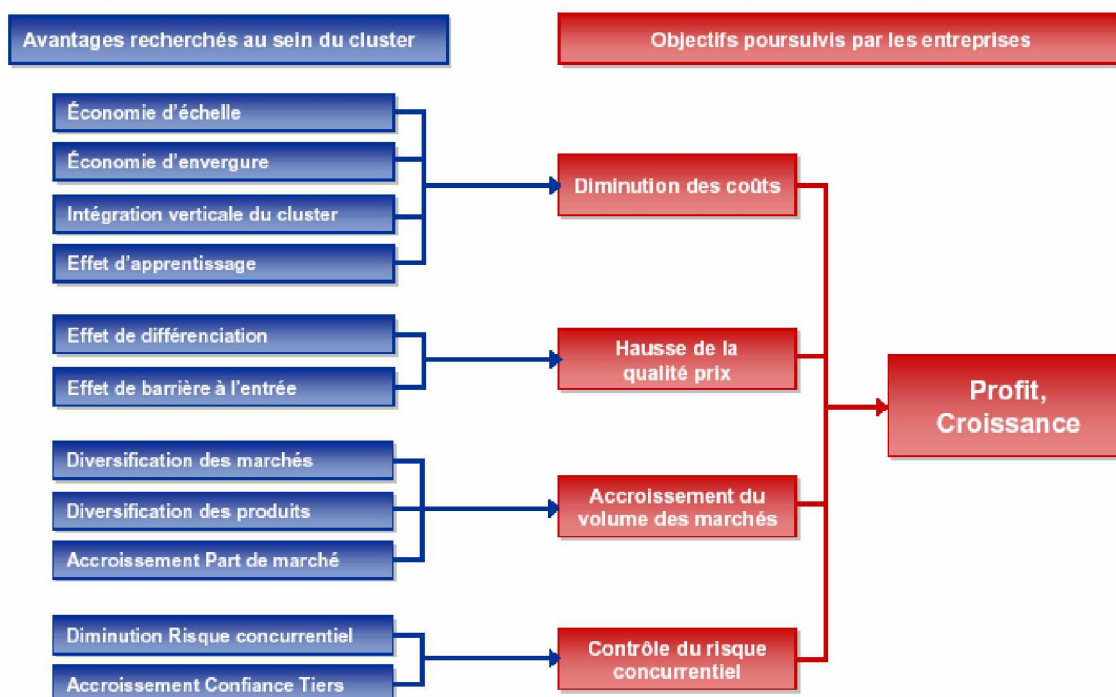 Avantages recherchés au sein du cluster
Objectifs poursuivis par les entreprises
Économie d'échelle
Économie d'envergure
Intégration verticale du cluster
Effet d'apprentissage
Diminution des coûts
Effet de différenciation
Effet de barrière à l'entrée
Hausse de la
qualité prix
Diversification des marchés
Diversification des produits
Accroissement Part de marché
Accroissement du
volume des marchés
Diminution Risque concurrentiel
Accroissement Confiance Tiers
Contrôle du risque
concurrentiel
Profit,
Croissance